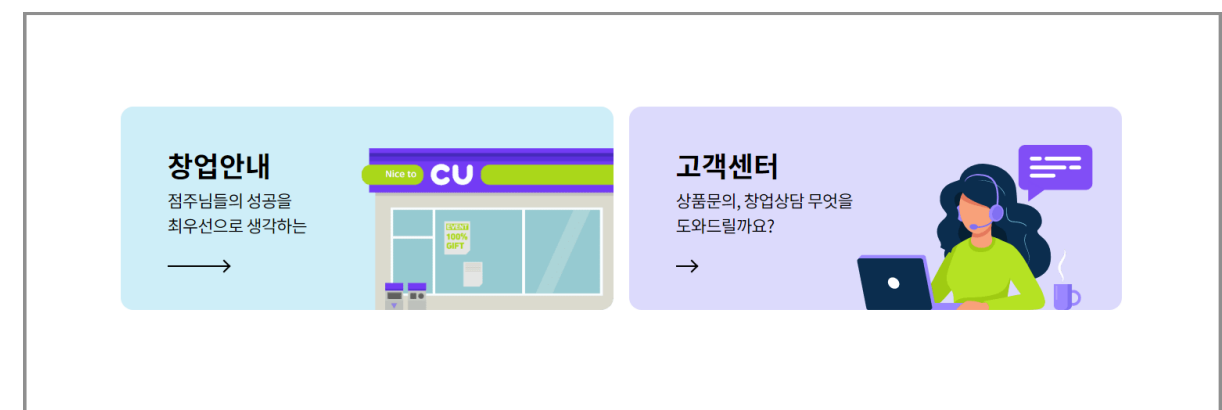 창업안내
점주님들의 성공을
최우선으로 생각하는
Nice to CU
EVENT
100%
GIFT
고객센터
상품문의, 창업상담 무엇을
도와드릴까요?